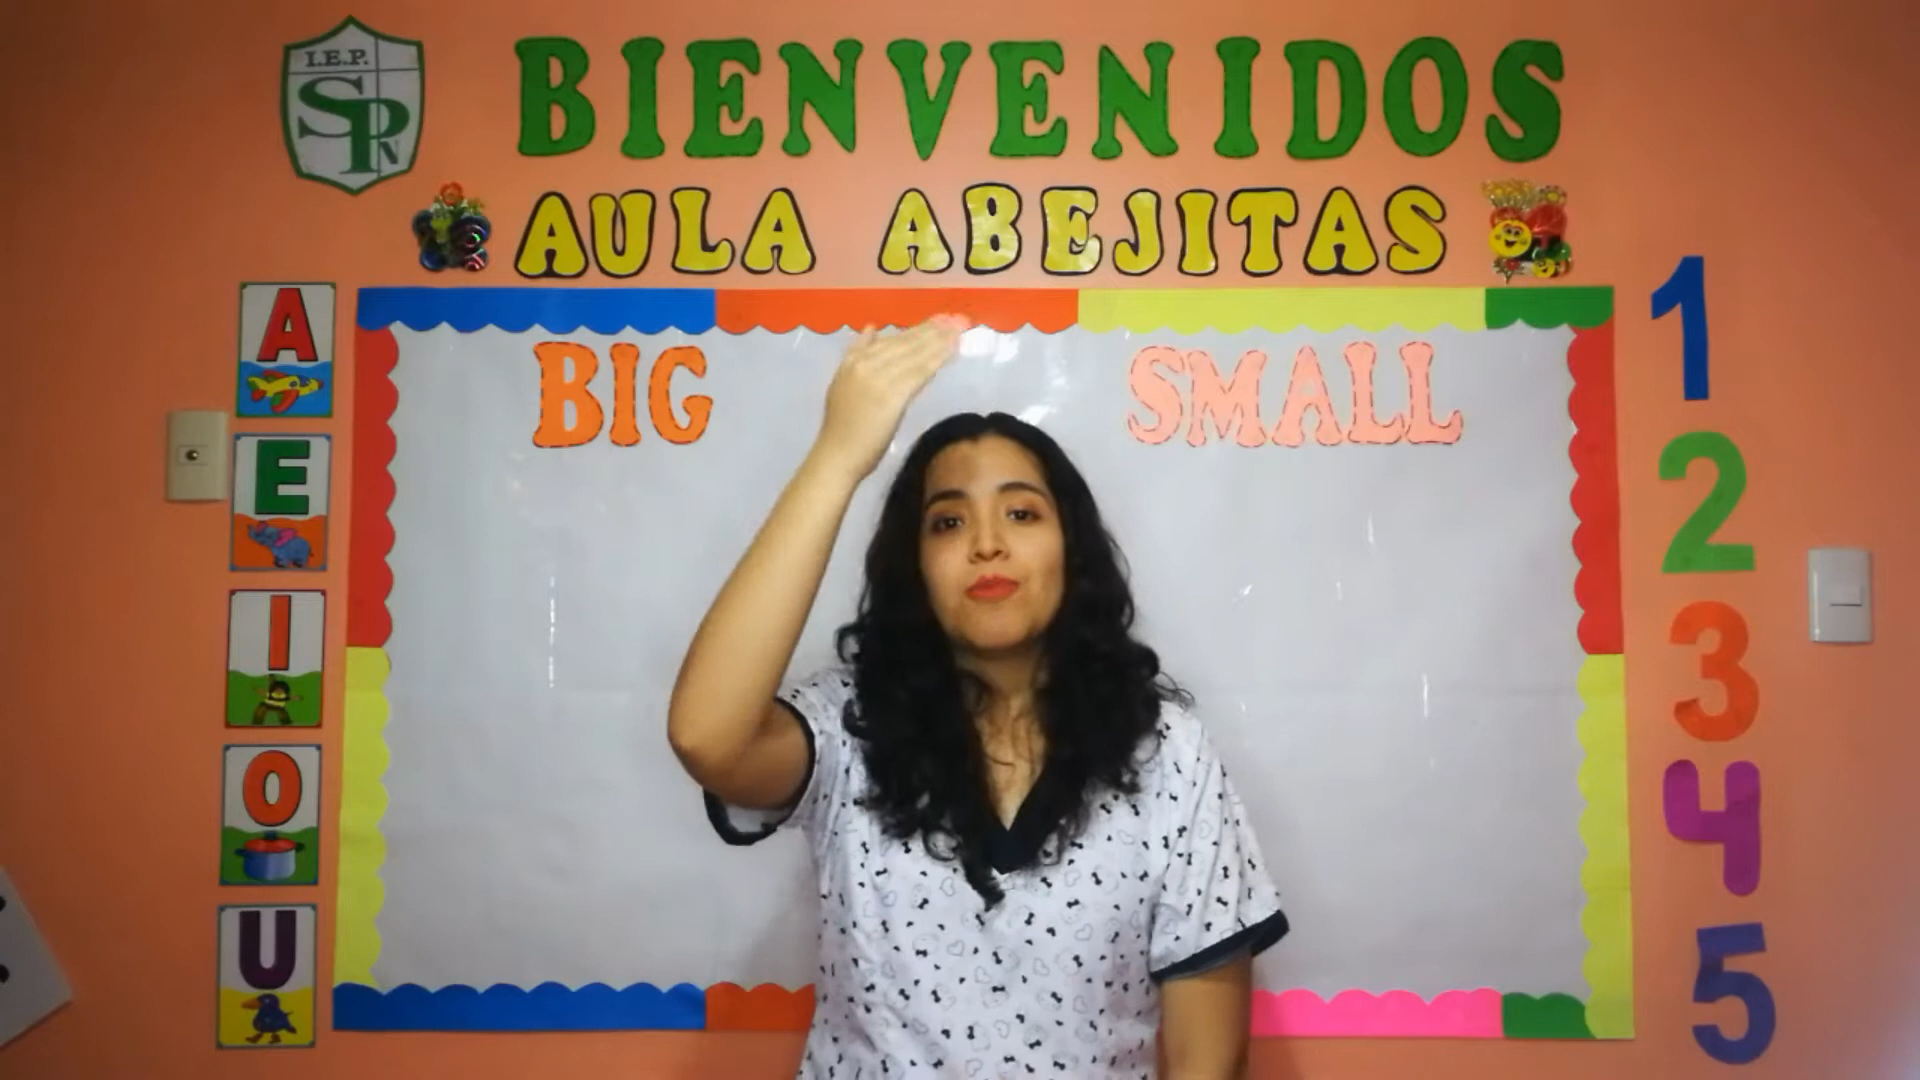 I.E.P.
SPN
BIENVENIDOS
AULA ABEJITAS
BIG SMALL
A
E
I
O
U
1
2
3
4
5